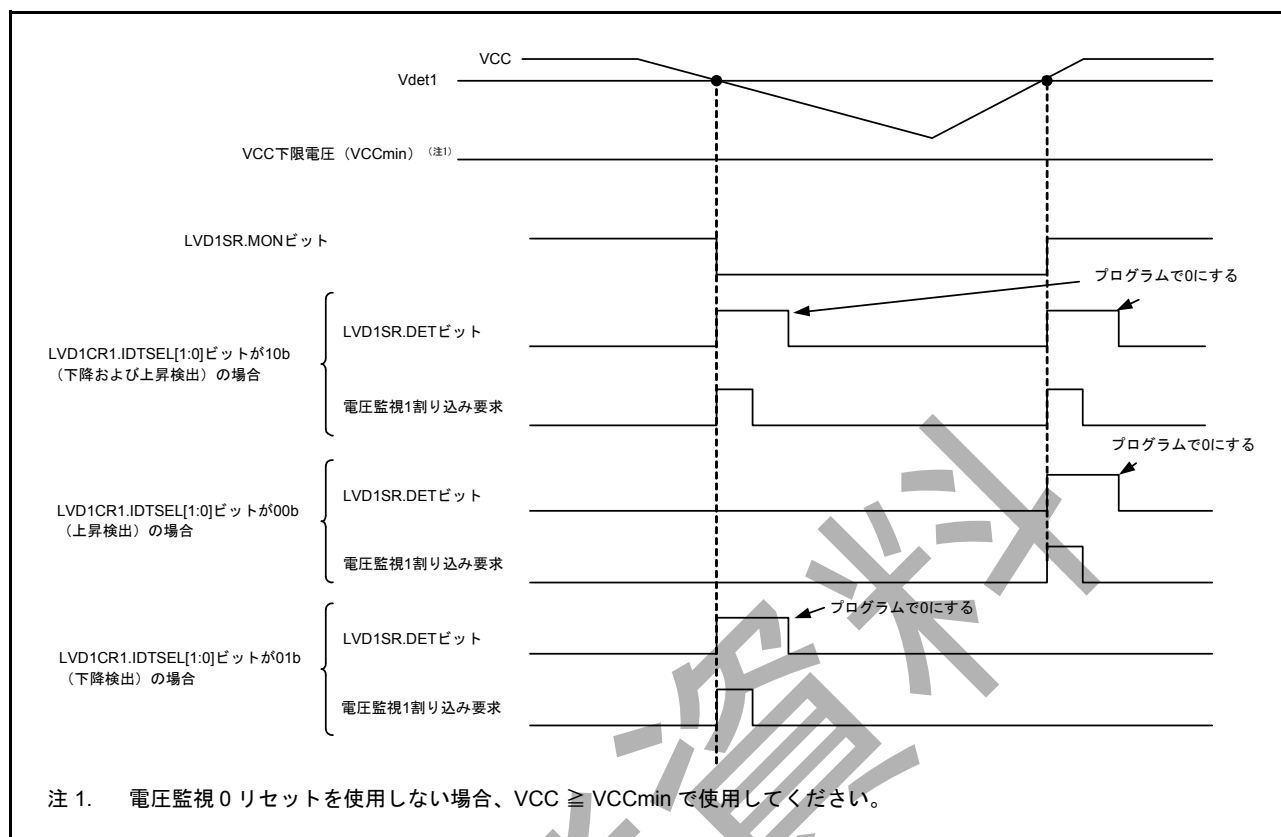 VCC
Vdet1
VCC下限電圧（VCCmin）（注1）
LVD1SR.MONビット
プログラムで0にする
LVD1CR1.IDTSEL[1:0]ビットが10b
（下降および上昇検出）の場合
LVD1SR.DETビット
電圧監視1割り込み要求
プログラムで0にする
LVD1CR1.IDTSEL[1:0]ビットが00b
（上昇検出）の場合
LVD1SR.DETビット
電圧監視1割り込み要求
プログラムで0にする
LVD1CR1.IDTSEL[1:0]ビットが01b
（下降検出）の場合
LVD1SR.DETビット
電圧監視1割り込み要求
注 1. 電圧監視 0 リセットを使用しない場合、VCC ≧ VCCmin で使用してください。
資料